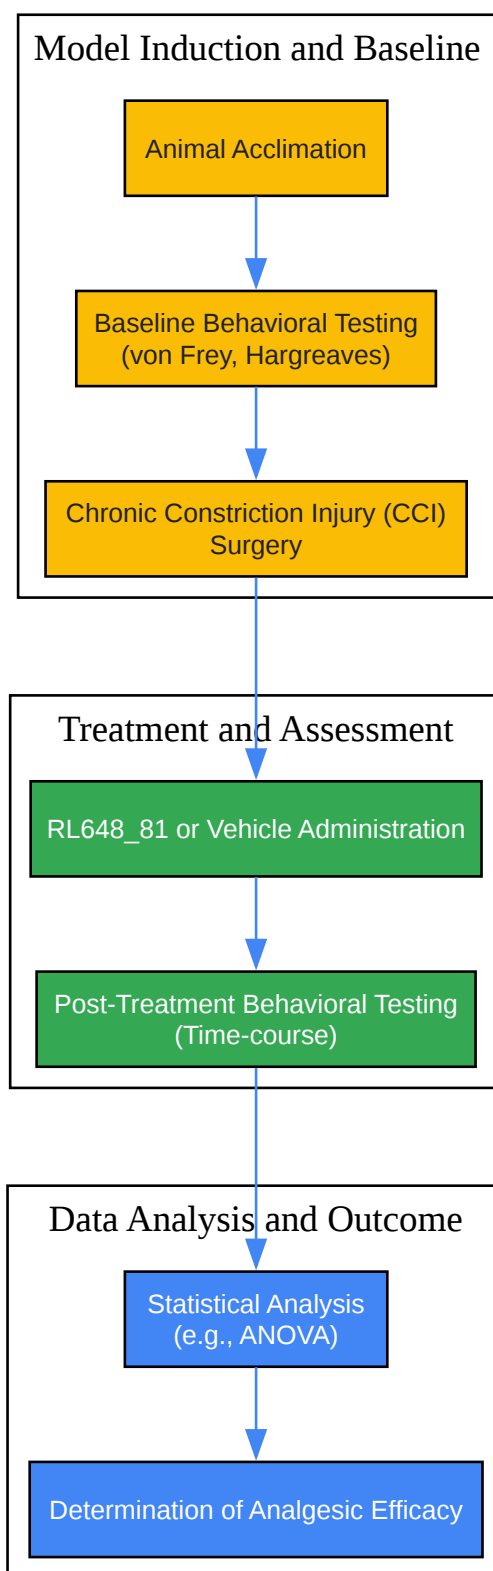 Model Induction and Baseline
Animal Acclimation
Baseline Behavioral Testing
(von Frey, Hargreaves)
Chronic Constriction Injury (CCI)
Surgery
Treatment and Assessment
RL648_81 or Vehicle Administration
Post-Treatment Behavioral Testing
(Time-course)
Data Analysis and Outcome
Statistical Analysis
(e.g., ANOVA)
Determination of Analgesic Efficacy